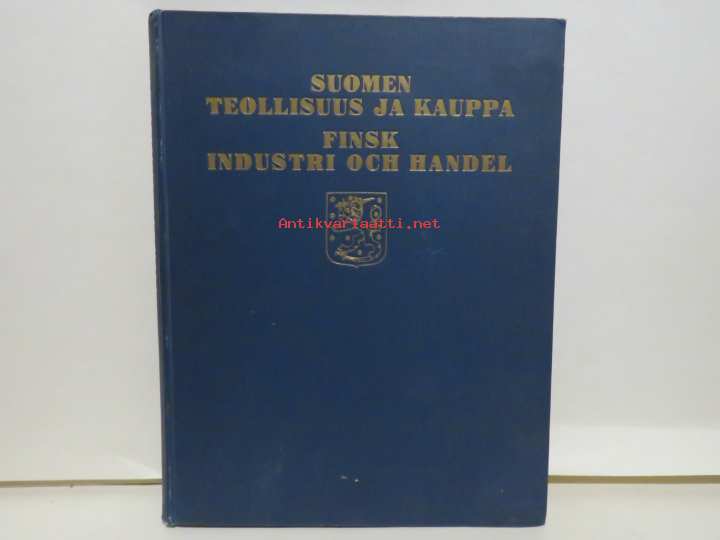 SUOMEN
TEOLLISUUS JA KAUPPA
FINSK
INDUSTRI OCH HANDEL
Antikvariaatti.net